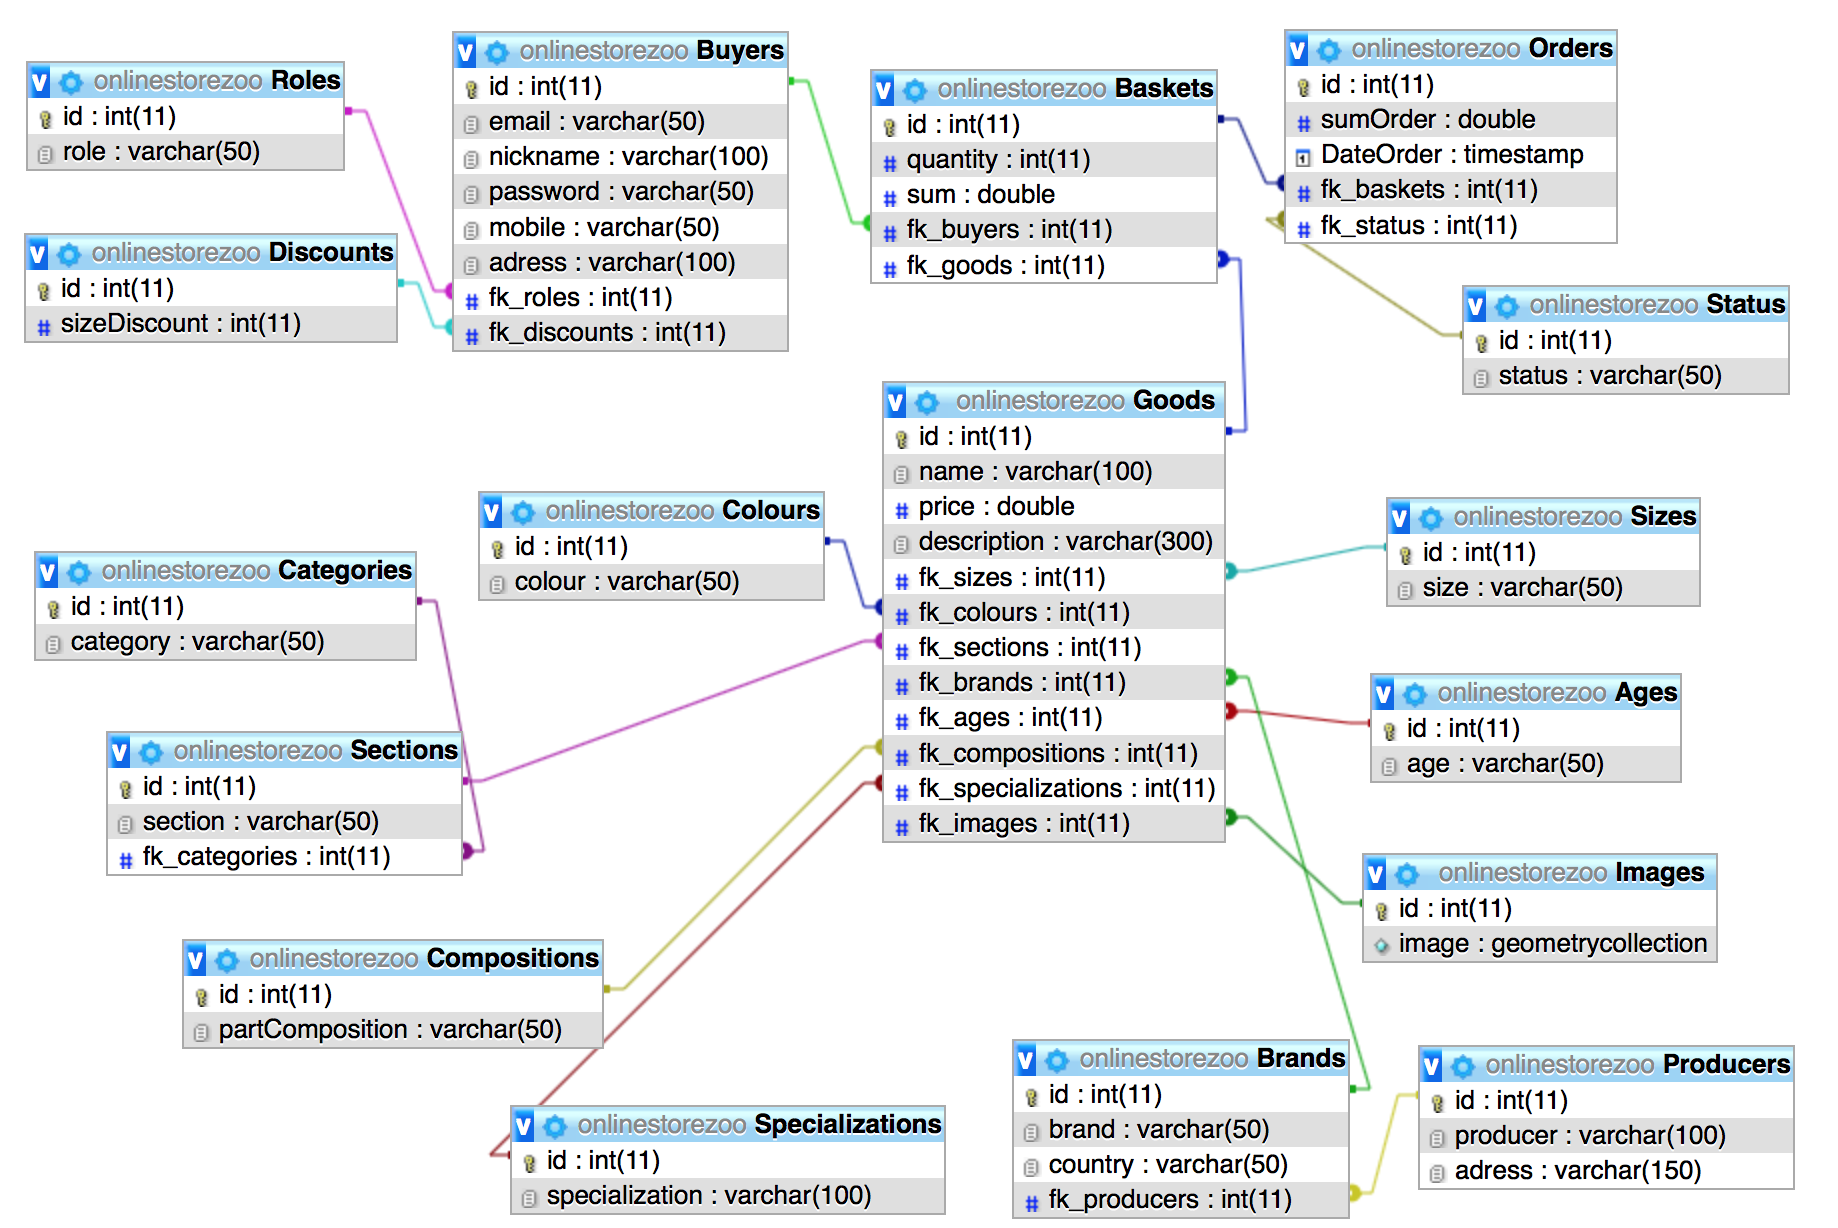 onlinestorezoo Roles
id : int(11)
role : varchar(50)
onlinestorezoo Discounts
id : int(11)
sizeDiscount : int(11)
onlinestorezoo Buyers
id : int(11)
email : varchar(50)
nickname : varchar(100)
password : varchar(50)
mobile : varchar(50)
adress : varchar(100)
fk_roles : int(11)
fk_discounts : int(11)
onlinestorezoo Baskets
id : int(11)
quantity : int(11)
sum : double
fk_buyers : int(11)
fk_goods : int(11)
onlinestorezoo Orders
id : int(11)
sumOrder : double
DateOrder : timestamp
fk_baskets : int(11)
fk_status : int(11)
onlinestorezoo Status
id : int(11)
status : varchar(50)
onlinestorezoo Goods
id : int(11)
name : varchar(100)
price : double
description : varchar(300)
fk_sizes : int(11)
fk_colours : int(11)
fk_sections : int(11)
fk_brands : int(11)
fk_ages : int(11)
fk_compositions : int(11)
fk_specializations : int(11)
fk_images : int(11)
onlinestorezoo Colours
id : int(11)
colour : varchar(50)
onlinestorezoo Categories
id : int(11)
category : varchar(50)
onlinestorezoo Sections
id : int(11)
section : varchar(50)
fk_categories : int(11)
onlinestorezoo Sizes
id : int(11)
size : varchar(50)
onlinestorezoo Ages
id : int(11)
age : varchar(50)
onlinestorezoo Images
id : int(11)
image : geometrycollection
onlinestorezoo Compositions
id : int(11)
partComposition : varchar(50)
onlinestorezoo Specializations
id : int(11)
specialization : varchar(100)
onlinestorezoo Brands
id : int(11)
brand : varchar(50)
country : varchar(50)
fk_producers : int(11)
onlinestorezoo Producers
id : int(11)
producer : varchar(100)
adress : varchar(150)